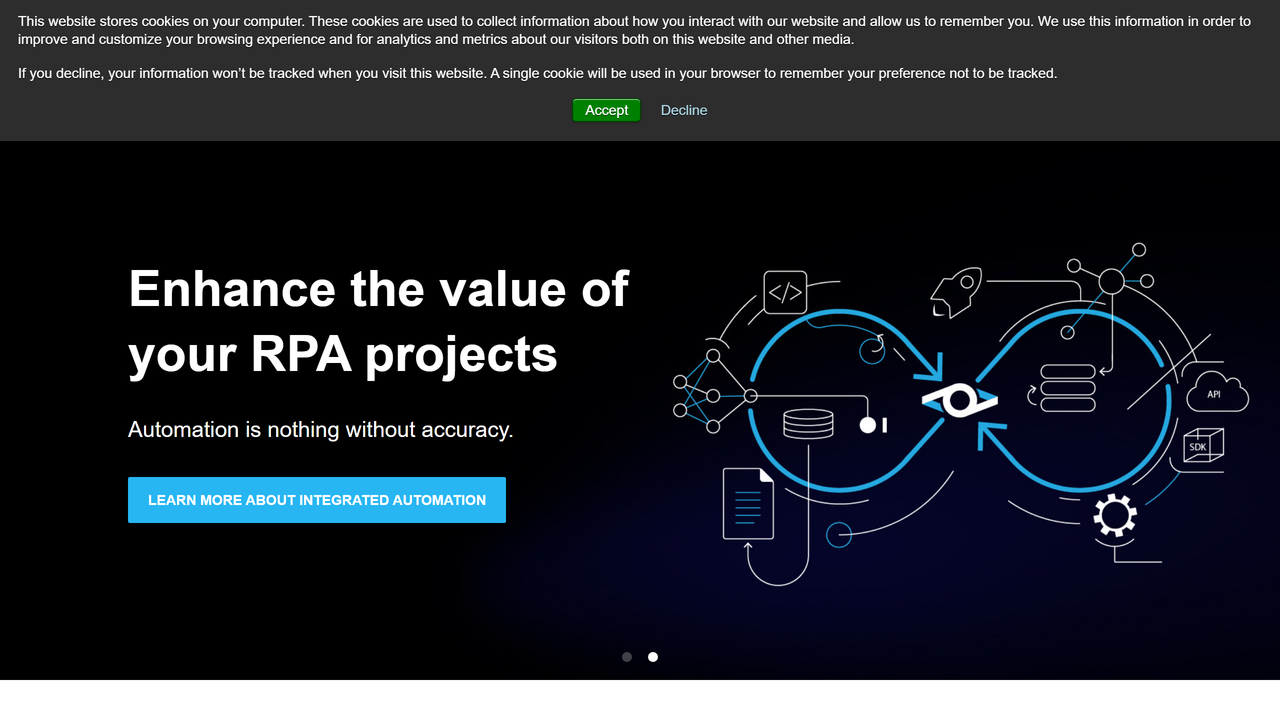 This website stores cookies on your computer. These cookies are used to collect information about how you interact with our website and allow us to remember you. We use this information in order to
improve and customize your browsing experience and for analytics and metrics about our visitors both on this website and other media.
If you decline, your information won’t be tracked when you visit this website. A single cookie will be used in your browser to remember your preference not to be tracked.
Accept Decline
Enhance the value of
your RPA projects
Automation is nothing without accuracy.
LEARN MORE ABOUT INTEGRATED AUTOMATION
</>
API
SDK